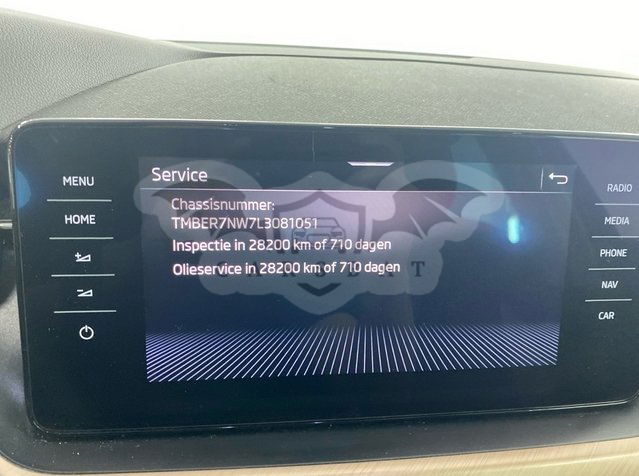 Service
Chassisnummer:
TMBER7NW7L3081051
Inspectie in 28200 km of 710 dagen
Olieservice in 28200 km of 710 dagen
MENU
HOME
RADIO
MEDIA
PHONE
NAV
CAR